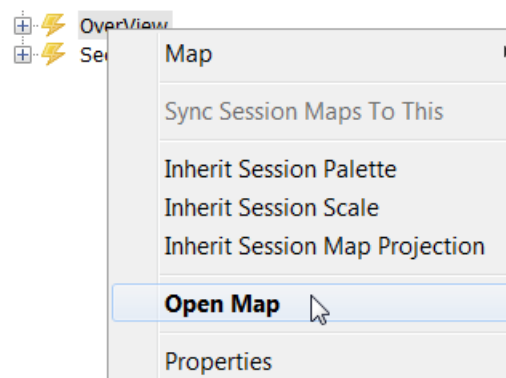 OverView
Map
Sync Session Maps To This
Inherit Session Palette
Inherit Session Scale
Inherit Session Map Projection
Open Map
Properties